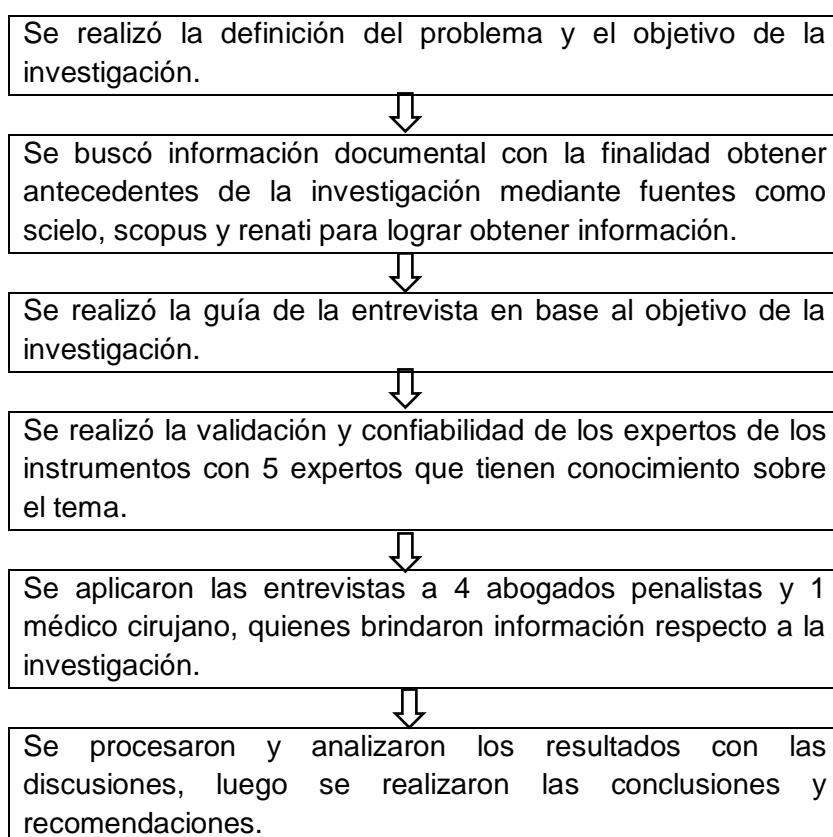 Se realizó la definición del problema y el objetivo de la
investigación.
Se buscó información documental con la finalidad obtener
antecedentes de la investigación mediante fuentes como
scielo, scopus y renati para lograr obtener información.
Se realizó la guía de la entrevista en base al objetivo de la
investigación.
Se realizó la validación y confiabilidad de los expertos de los
instrumentos con 5 expertos que tienen conocimiento sobre
el tema.
Se aplicaron las entrevistas a 4 abogados penalistas y 1
médico cirujano, quienes brindaron información respecto a la
investigación.
Se procesaron y analizaron los resultados con las
discusiones, luego se realizaron las conclusiones y
recomendaciones.